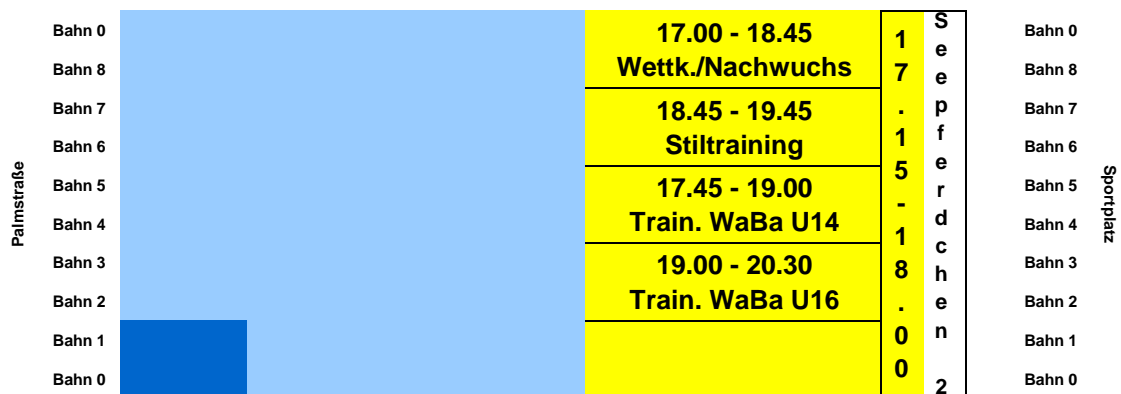 Palmstraße
Bahn 0
Bahn 8
Bahn 7
Bahn 6
Bahn 5
Bahn 4
Bahn 3
Bahn 2
Bahn 1
Bahn 0
17.00 - 18.45
Wettk./Nachwuchs
18.45 - 19.45
Stiltraining
17.45 - 19.00
Train. WaBa U14
19.00 - 20.30
Train. WaBa U16
17.15-18.00
Seepferdchen 2
Bahn 0
Bahn 8
Bahn 7
Bahn 6
Bahn 5
Bahn 4
Bahn 3
Bahn 2
Bahn 1
Bahn 0
Sportplatz